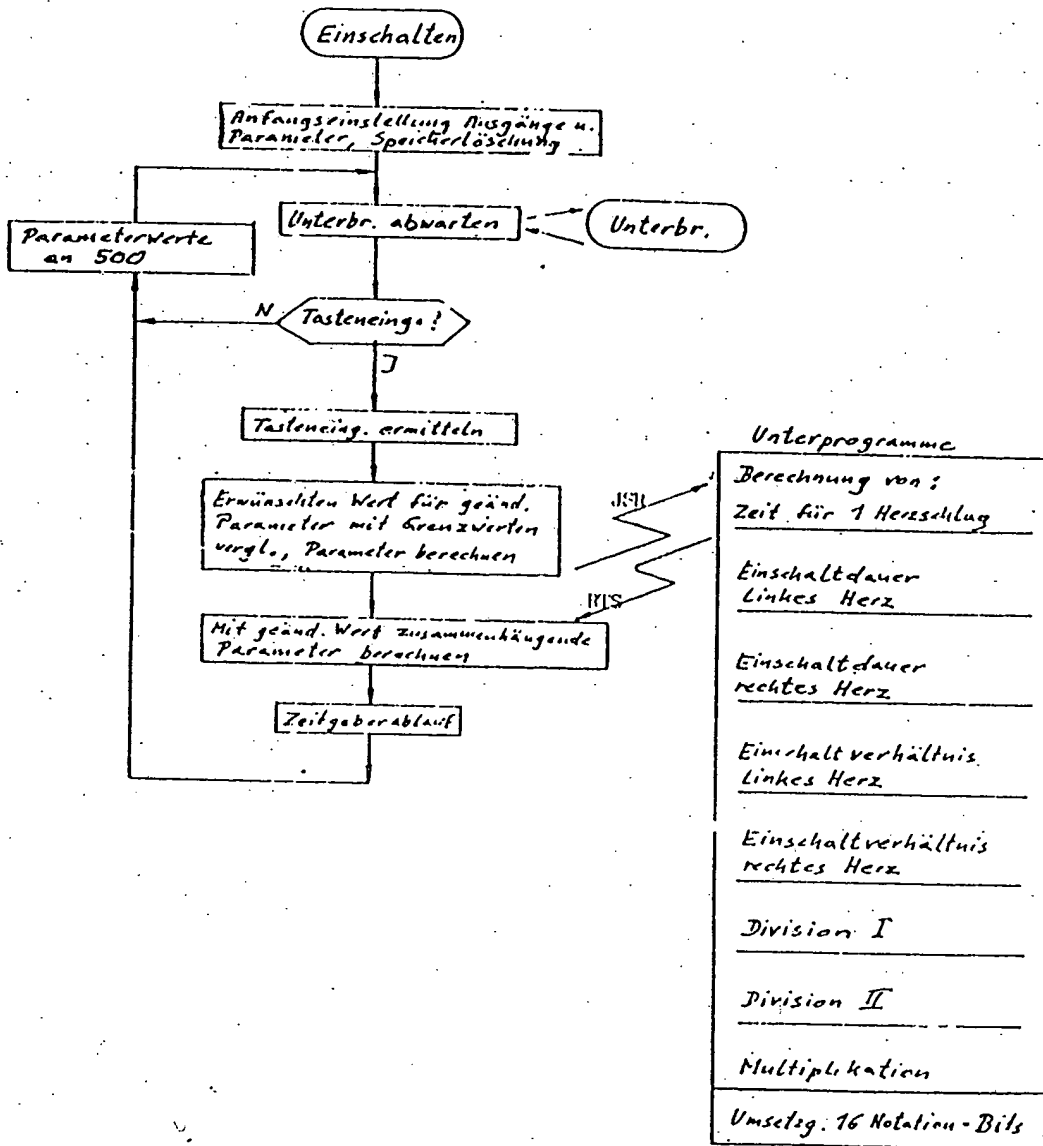 Einschalten
Anfangseinstellung Ausgänge u.
Parameter, Speicherlöschung
Unterbr. abwarten
Unterbr.
Parameterwerte
an 500
N
Tasteneing.?
J
Tasteneing. ermitteln
Erwünschten Wert für geänd.
Parameter mit Grenzwerten
vergl., Parameter berechnen
JSR
RTS
Mit geänd. Wert zusammenhängende
Parameter berechnen
Zeitgeberablauf
Unterprogramme
Berechnung von:
Zeit für 1 Herzschlag
Einschaltdauer
Linkes Herz
Einschaltdauer
rechtes Herz
Einschaltverhältnis
Linkes Herz
Einschaltverhältnis
rechtes Herz
Division I
Division II
Multiplikation
Umsetzg. 16 Notation-Bits